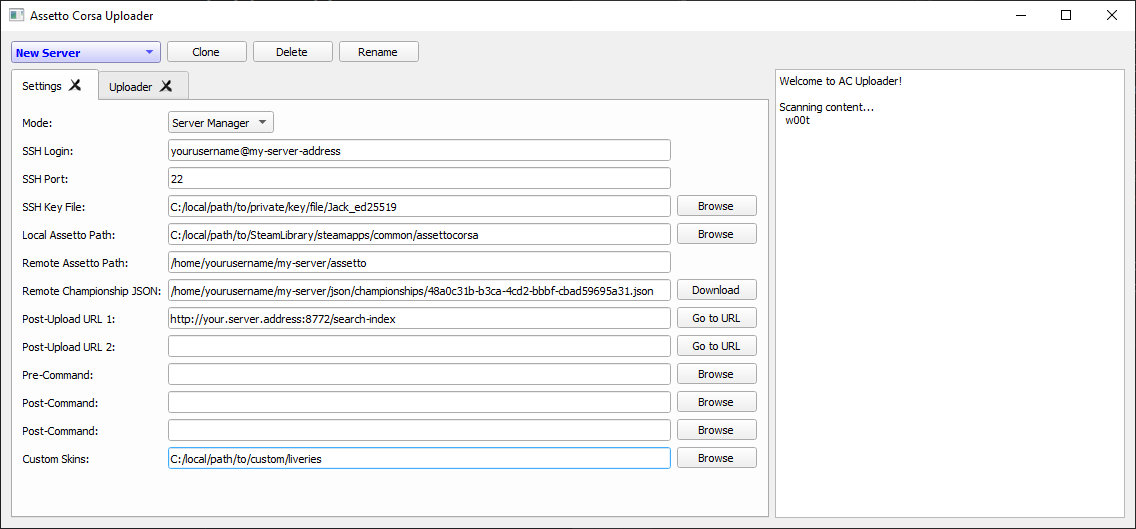 Assetto Corsa Uploader
New Server Clone Delete Rename
Settings Uploader
Mode: Server Manager
SSH Login: yourusername@my-server-address
SSH Port: 22
SSH Key File: C:/local/path/to/private/key/file/Jack_ed25519 Browse
Local Assetto Path: C:/local/path/to/SteamLibrary/steamapps/common/assettocorsa Browse
Remote Assetto Path: /home/yourusername/my-server/assetto
Remote Championship JSON: /home/yourusername/my-server/json/championships/48a0c31b-b3ca-4cd2-bbbf-cbad59695a31.json Download
Post-Upload URL 1: http://your.server.address:8772/search-index Go to URL
Post-Upload URL 2: Go to URL
Pre-Command: Browse
Post-Command: Browse
Post-Command: Browse
Custom Skins: C:/local/path/to/custom/liveries Browse
Welcome to AC Uploader!
Scanning content...
w00t